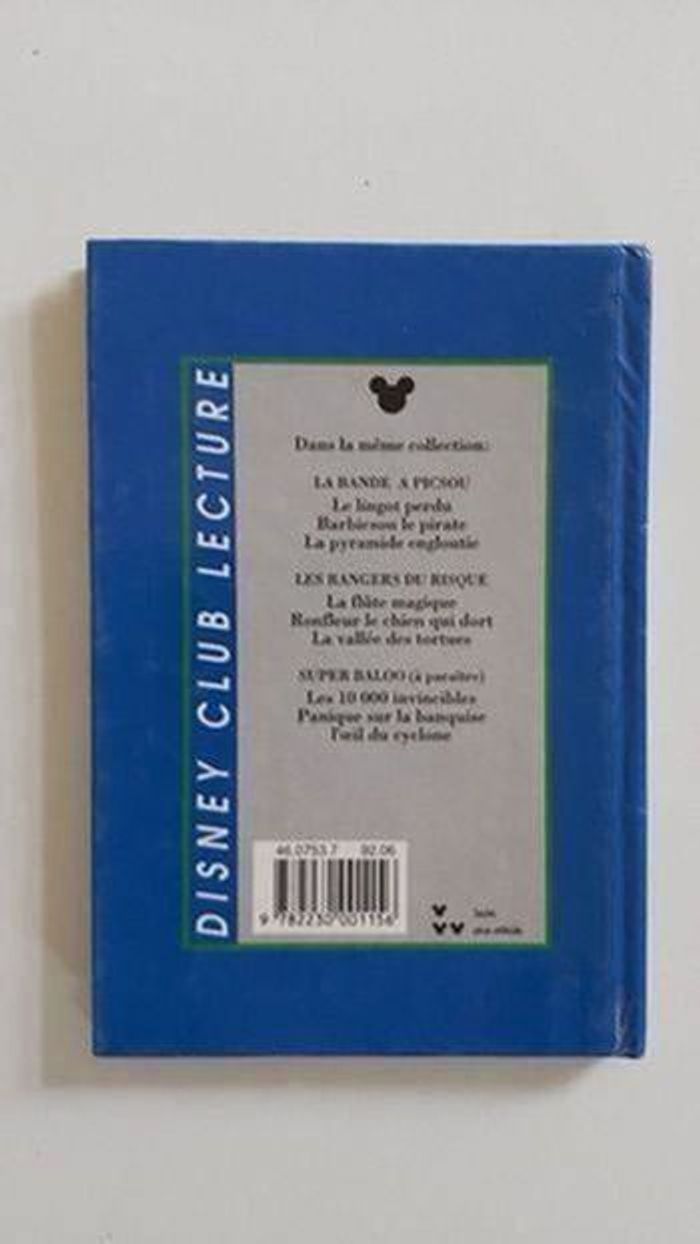 DISNEY CLUB LECTURE
Dans la même collection:
LA BANDE A PICSOU
Le lingot perdu
Barbicsou le pirate
La pyramide engloutie
LES RANGERS DU RISQUE
La flûte magique
Ronfleur le chien qui dort
La vallée des tortues
SUPER BALOO (à paraître)
Les 10 000 invincibles
Panique sur la banquise
l'œil du cyclone
46.0753.7 92.06
9 782230 001156